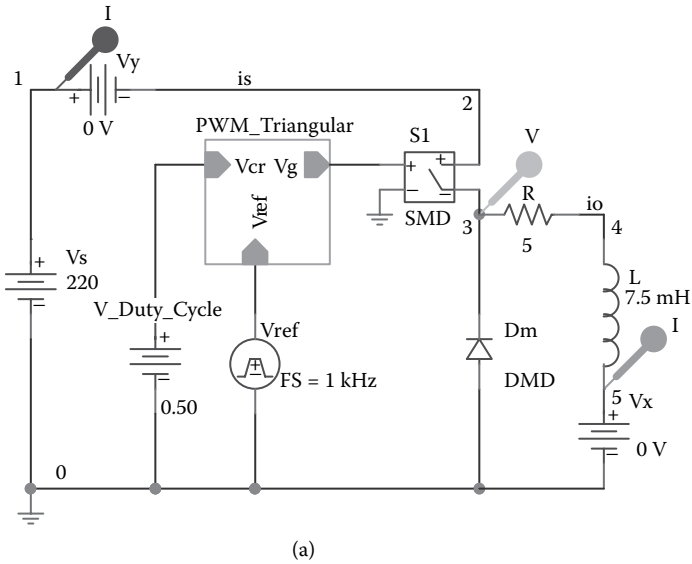 I
1
Vy
+
–
is
0 V
2
PWM_Triangular
S1
Vcr
Vg
Vref
+
+
–
–
SMD
V
R
io
3
5
4
+
Vs
220
–
L
7.5 mH
V_Duty_Cycle
+
–
0.50
Vref
+
–
FS = 1 kHz
Dm
DMD
I
5
Vx
+
0 V
–
0
(a)